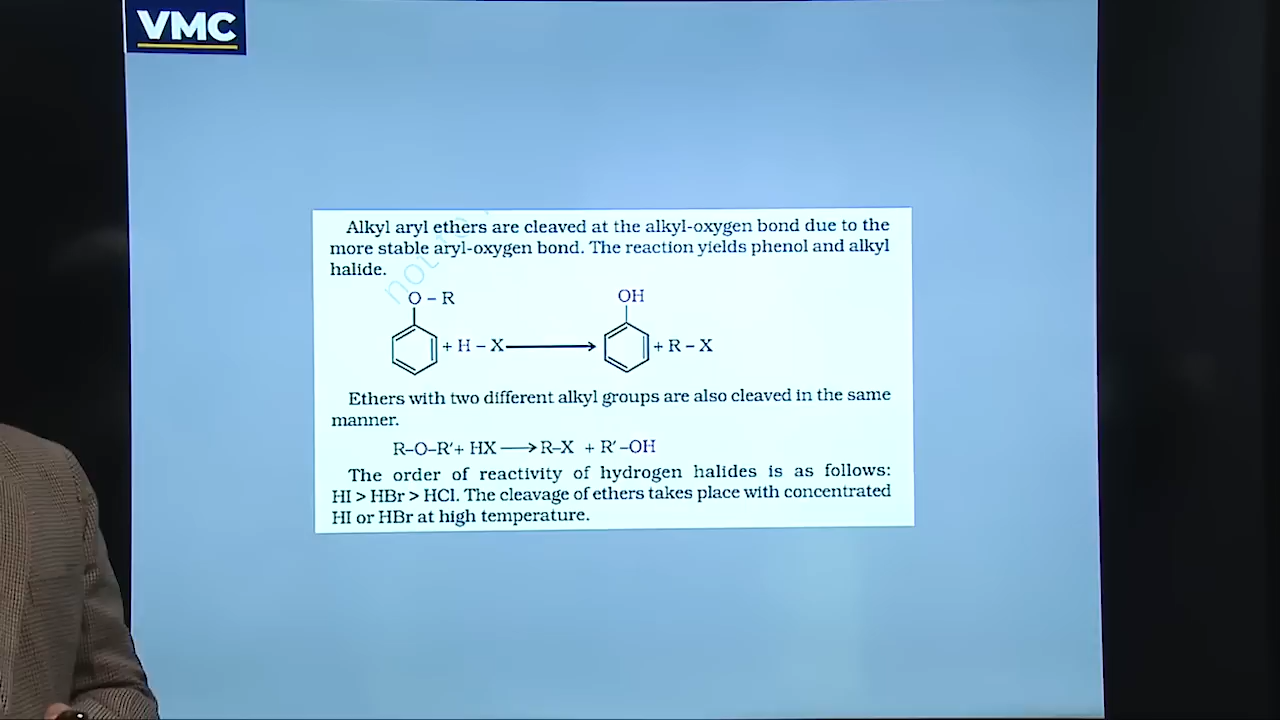 VMC
Alkyl aryl ethers are cleaved at the alkyl-oxygen bond due to the
more stable aryl-oxygen bond. The reaction yields phenol and alkyl
halide.
not
O – R
OH
+ H – X
+ R – X
Ethers with two different alkyl groups are also cleaved in the same
manner.
R–O–R′+ HX ⟶ R–X + R′–OH
The order of reactivity of hydrogen halides is as follows:
HI > HBr > HCl. The cleavage of ethers takes place with concentrated
HI or HBr at high temperature.